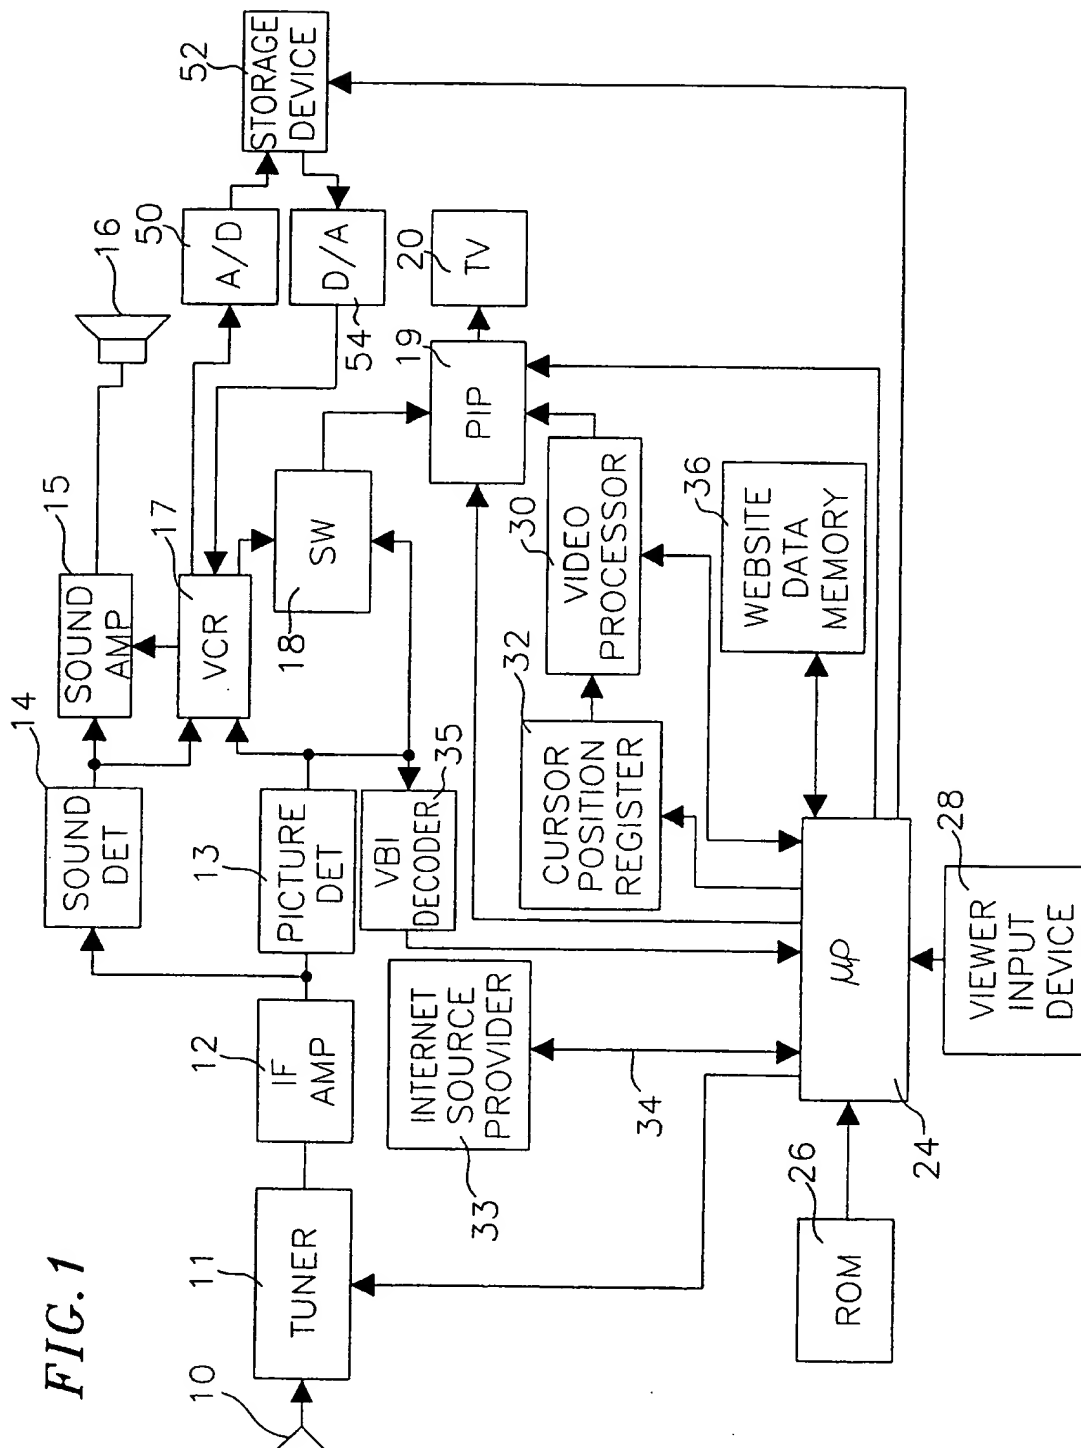 FIG. 1
10
11
TUNER
12
IF
AMP
13
PICTURE
DET
14
SOUND
DET
15
SOUND
AMP
16
17
VCR
18
SW
50
A/D
52
STORAGE
DEVICE
D/A
54
19
PIP
20
TV
VBI
DECODER
35
INTERNET
SOURCE
PROVIDER
33
34
32
CURSOR
POSITION
REGISTER
30
VIDEO
PROCESSOR
36
WEBSITE
DATA
MEMORY
26
ROM
μP
24
28
VIEWER
INPUT
DEVICE